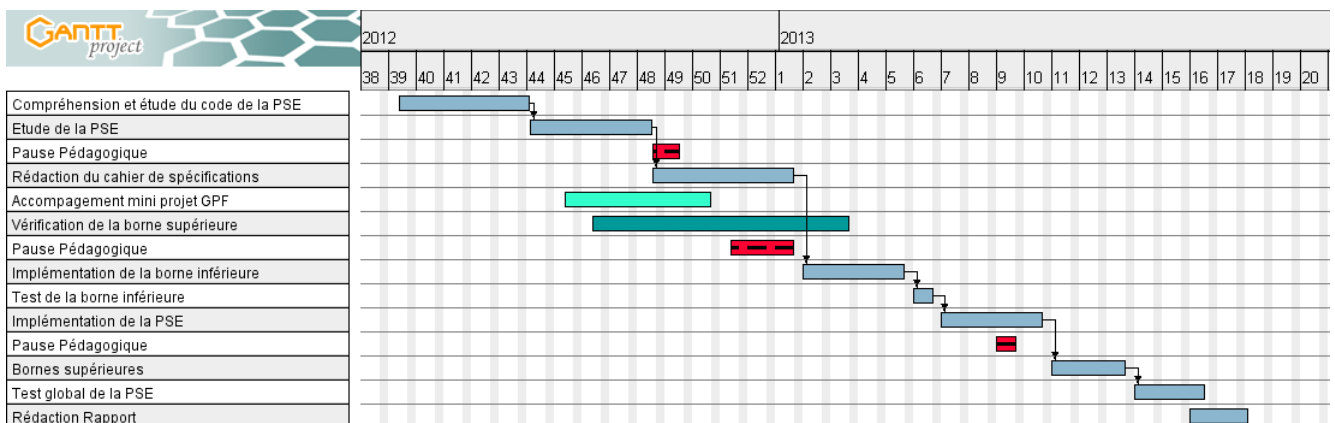 GANTT
project
2012 2013
38 39 40 41 42 43 44 45 46 47 48 49 50 51 52 1 2 3 4 5 6 7 8 9 10 11 12 13 14 15 16 17 18 19 20
Compréhension et étude du code de la PSE
Etude de la PSE
Pause Pédagogique
Rédaction du cahier de spécifications
Accompagement mini projet GPF
Vérification de la borne supérieure
Pause Pédagogique
Implémentation de la borne inférieure
Test de la borne inférieure
Implémentation de la PSE
Pause Pédagogique
Bornes supérieures
Test global de la PSE
Rédaction Rapport